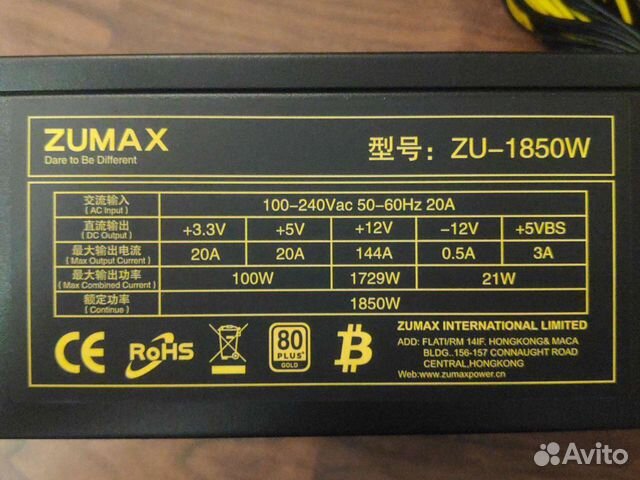 ZUMAX
Dare to Be Different
型号: ZU-1850W
交流输入 (AC Input) 100-240Vac 50-60Hz 20A
直流输出 (DC Output) +3.3V +5V +12V -12V +5VBS
最大输出电流 (Max Output Current) 20A 20A 144A 0.5A 3A
最大输出功率 (Max Combined Current) 100W 1729W 21W
额定功率 (Continue) 1850W
CE RoHS 80 PLUS GOLD
ZUMAX INTERNATIONAL LIMITED
ADD: FLAT/RM 14IF, HONGKONG& MACA
BLDG.,156-157 CONNAUGHT ROAD
CENTRAL,HONGKONG
Web:www.zumaxpower.cn
Avito